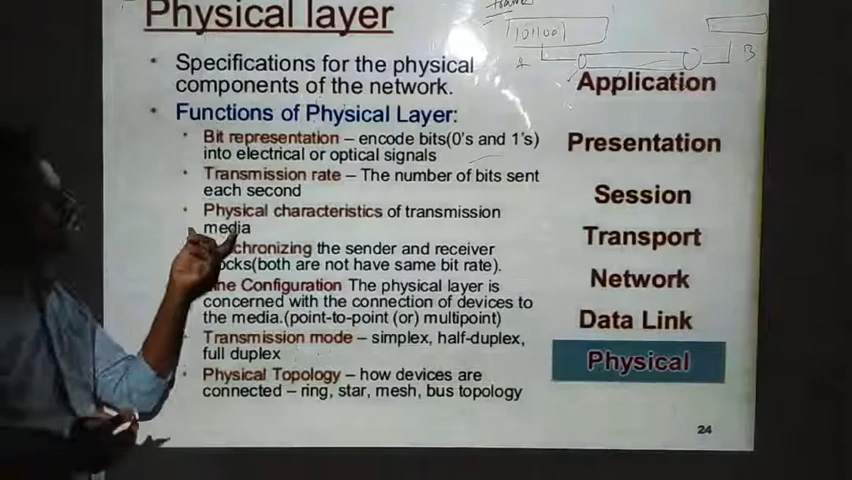 Physical layer
Specifications for the physical
components of the network.
Functions of Physical Layer:
Bit representation – encode bits(0's and 1's)
into electrical or optical signals
Transmission rate – The number of bits sent
each second
Physical characteristics of transmission
media
chronizing the sender and receiver
ocks(both are not have same bit rate).
ine Configuration The physical layer is
concerned with the connection of devices to
the media.(point-to-point (or) multipoint)
Transmission mode – simplex, half-duplex,
full duplex
Physical Topology – how devices are
connected – ring, star, mesh, bus topology
A
B
Application
Presentation
Session
Transport
Network
Data Link
Physical
24